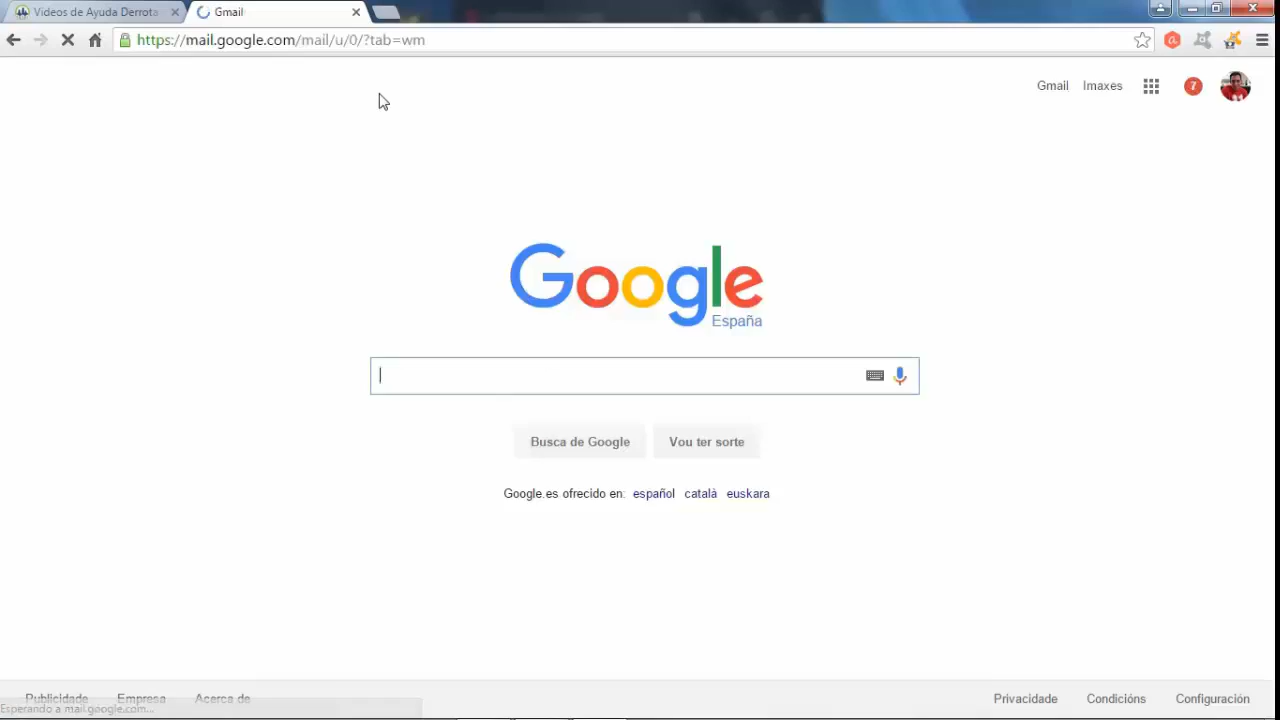 Videos de Ayuda Derrota
Gmail
https://mail.google.com/mail/u/0/?tab=wm
Gmail Imaxes 7
Google
España
Busca de Google Vou ter sorte
Google.es ofrecido en: español català euskara
Publicidade Empresa Acerca de
Privacidade Condicións Configuración
Esperando a mail.google.com...